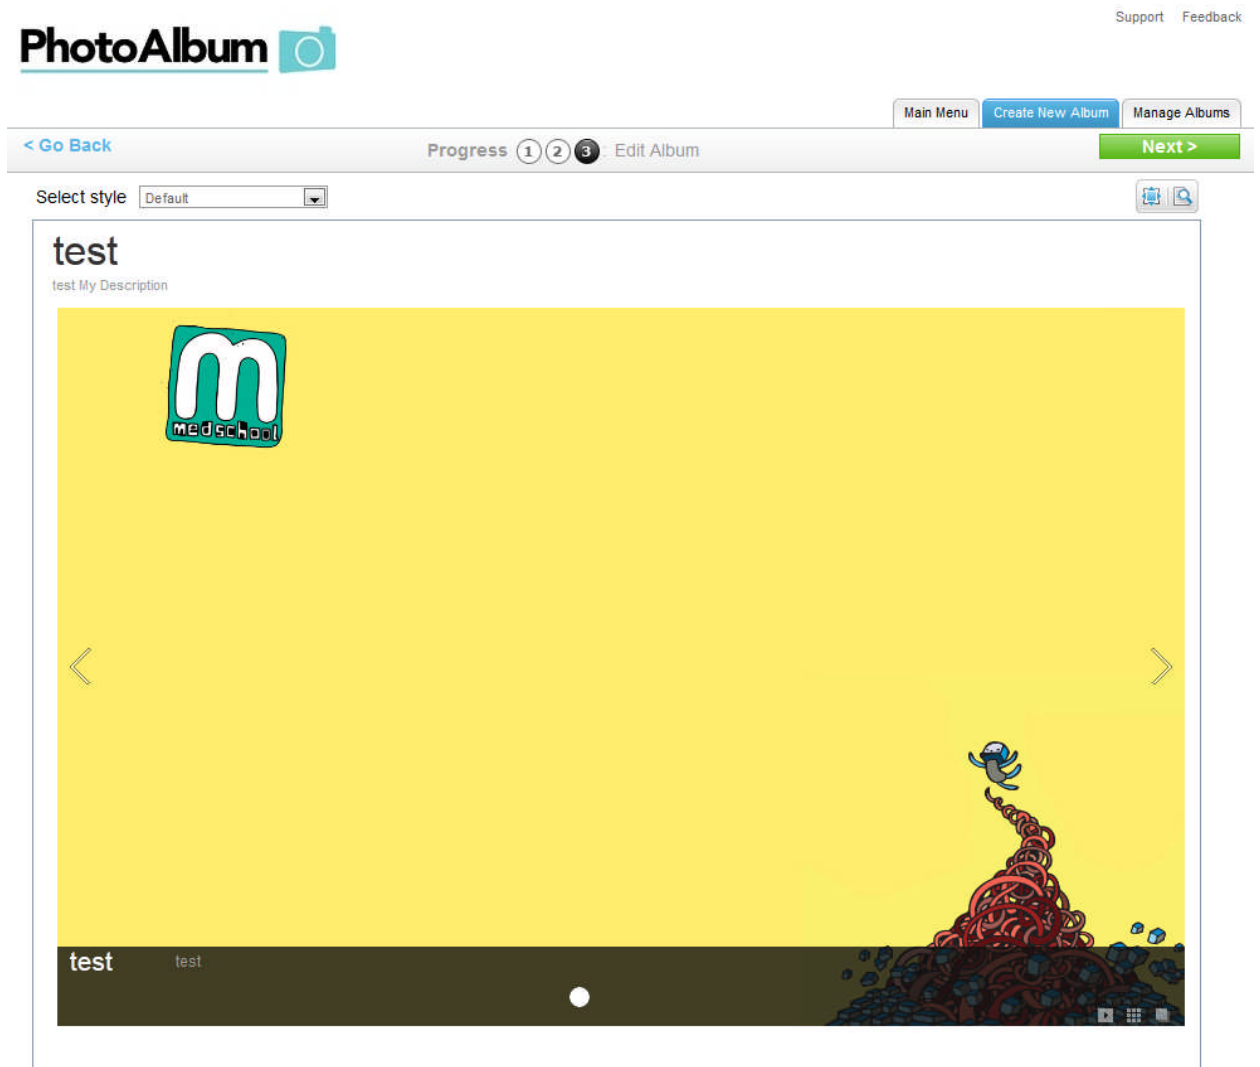 Support Feedback
PhotoAlbum
Main Menu Create New Album Manage Albums
< Go Back Progress 1 2 3 : Edit Album Next >
Select style Default
test
test My Description
m
medschool
test test